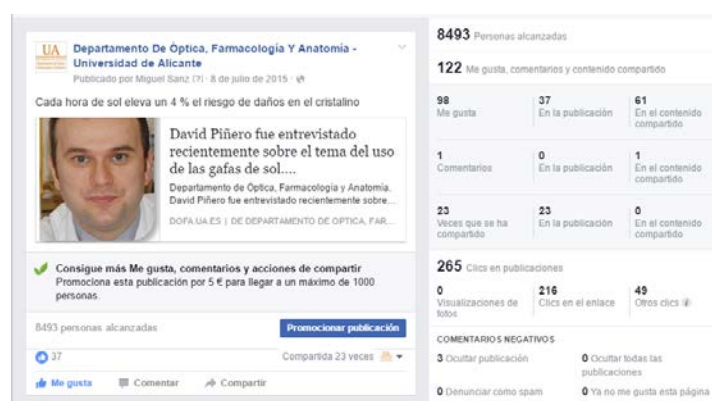 UA
Departamento De Óptica, Farmacología Y Anatomía -
Universidad de Alicante
Publicado por Miguel Sanz [?] · 8 de julio de 2015 ·
Cada hora de sol eleva un 4 % el riesgo de daños en el cristalino
David Piñero fue entrevistado
recientemente sobre el tema del uso
de las gafas de sol....
Departamento de Óptica, Farmacología y Anatomía.
David Piñero fue entrevistado recientemente sobre...
DOFA.UA.ES | DE DEPARTAMENTO DE OPTICA, FAR...
Consigue más Me gusta, comentarios y acciones de compartir
Promociona esta publicación por 5 € para llegar a un máximo de 1000
personas.
8493 personas alcanzadas
Promocionar publicación
37
Compartida 23 veces
Me gusta Comentar Compartir
8493 Personas alcanzadas
122 Me gusta, comentarios y contenido compartido
98 37 61
Me gusta En la publicación En el contenido
compartido
1 0 1
Comentarios En la publicación En el contenido
compartido
23 23 0
Veces que se ha En la publicación En el contenido
compartido compartido
265 Clics en publicaciones
0 216 49
Visualizaciones de Clics en el enlace Otros clics
fotos
COMENTARIOS NEGATIVOS
3 Ocultar publicación 0 Ocultar todas las
publicaciones
0 Denunciar como spam 0 Ya no me gusta esta página